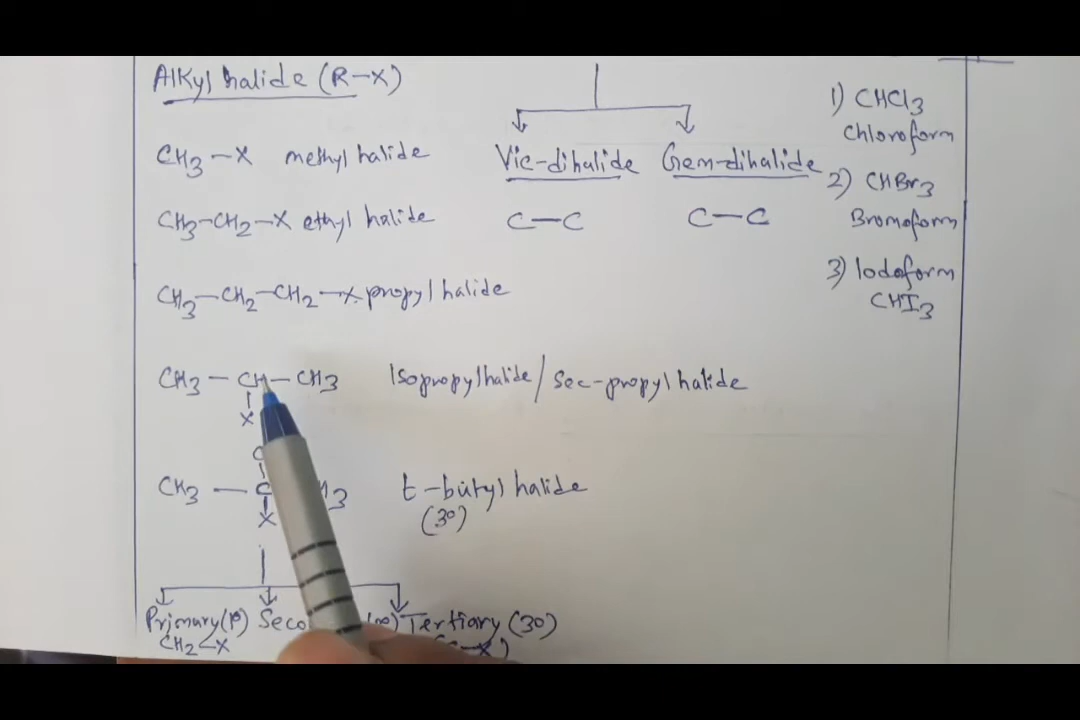 Alkyl halide (R-X)
CH3-X methyl halide
CH3-CH2-X ethyl halide
CH3-CH2-CH2-X propyl halide
CH3-CH-CH3 Isopropylhalide/Sec-propyl halide
X
CH3-C
X
t-butyl halide
(3°)
Primary(1°)
CH2-X
Tertiary (3°)
Vic-dihalide
C-C
Gem-dihalide
C-C
1) CHCl3
Chloroform
2) CHBr3
Bromoform
3) Iodoform
CHI3